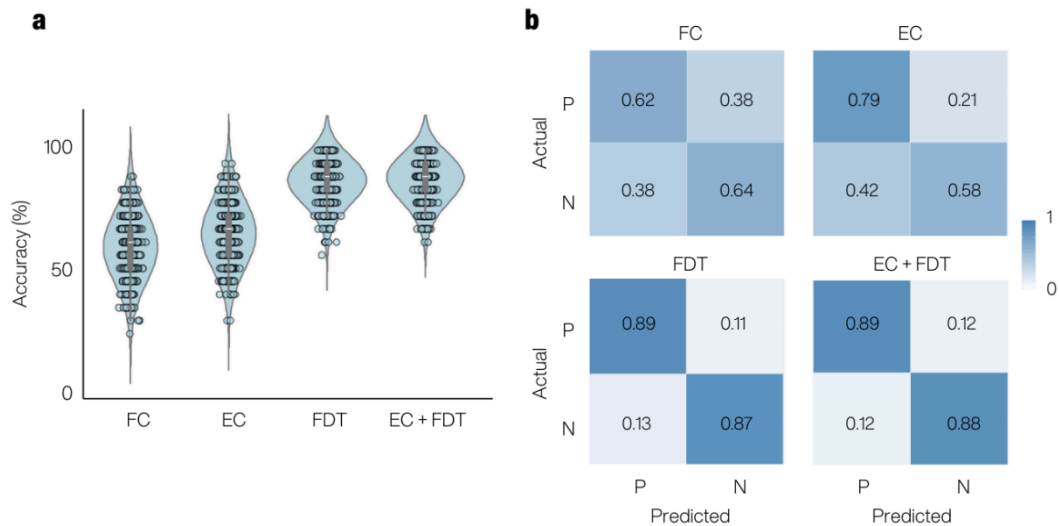 a
Accuracy (%)
100
50
0
FC
EC
FDT
EC + FDT
b
FC
EC
Actual
P
0.62
0.38
0.79
0.21
N
0.38
0.64
0.42
0.58
1
0
FDT
EC + FDT
Actual
P
0.89
0.11
0.89
0.12
N
0.13
0.87
0.12
0.88
P
N
P
N
Predicted
Predicted